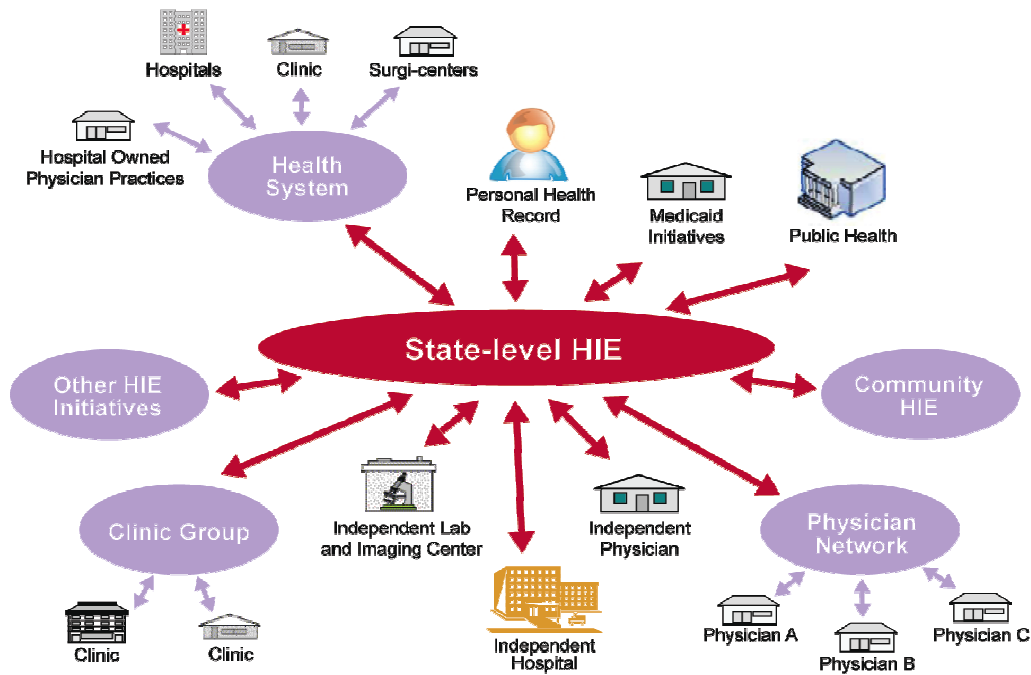 Hospitals
Clinic
Surgi-centers
Hospital Owned
Physician Practices
Health
System
Personal Health
Record
Medicaid
Initiatives
Public Health
State-level HIE
Other HIE
Initiatives
Community
HIE
Clinic Group
Independent Lab
and Imaging Center
Independent
Physician
Physician
Network
Independent
Hospital
Clinic
Clinic
Physician A
Physician B
Physician C